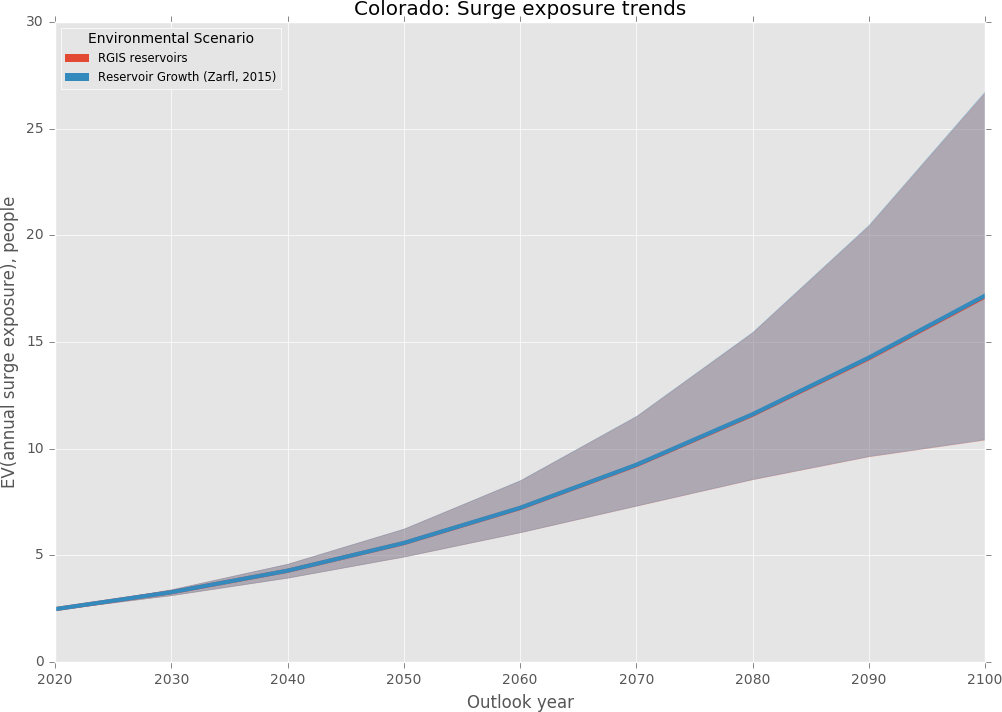 Colorado: Surge exposure trends
Environmental Scenario
RGIS reservoirs
Reservoir Growth (Zarfl, 2015)
EV(annual surge exposure), people
30
25
20
15
10
5
0
2020 2030 2040 2050 2060 2070 2080 2090 2100
Outlook year